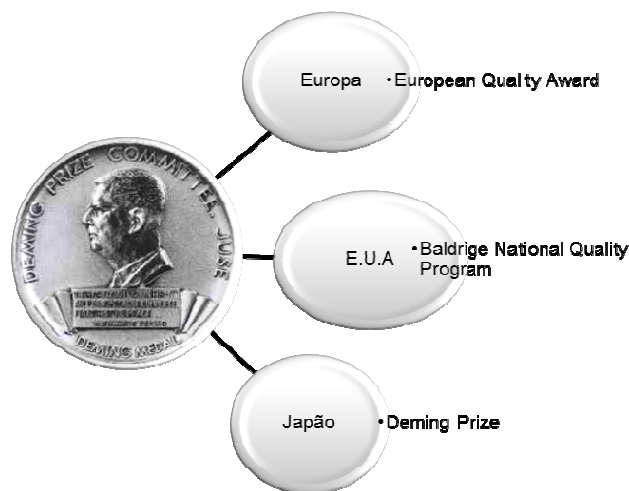 Europa
•European Quality Award
DEMING PRIZE COMMITTEE, JUSE
E.U.A
•Baldrige National Quality
Program
DEMING MEDAL
Japão
•Deming Prize